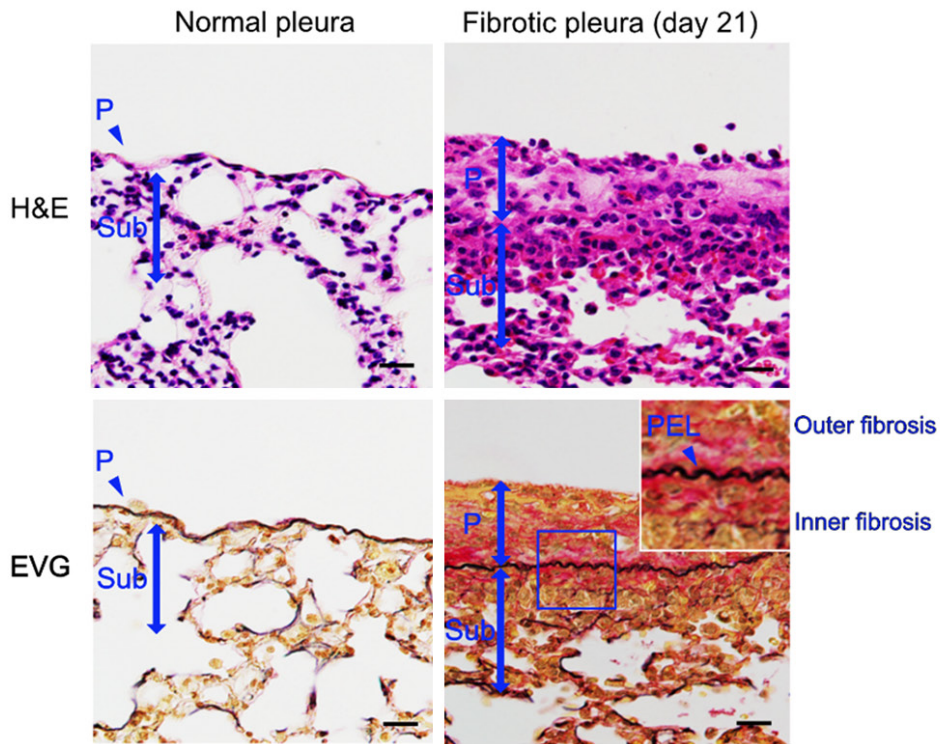 Normal pleura
Fibrotic pleura (day 21)
H&E
P
Sub
P
Sub
EVG
P
Sub
P
Sub
PEL
Outer fibrosis
Inner fibrosis